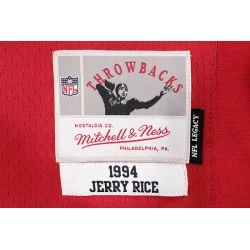 THROWBACKS
NFL
NOSTALGIA CO.
Mitchell & Ness
PHILADELPHIA, PA.
NFL LEGACY
1994
JERRY RICE